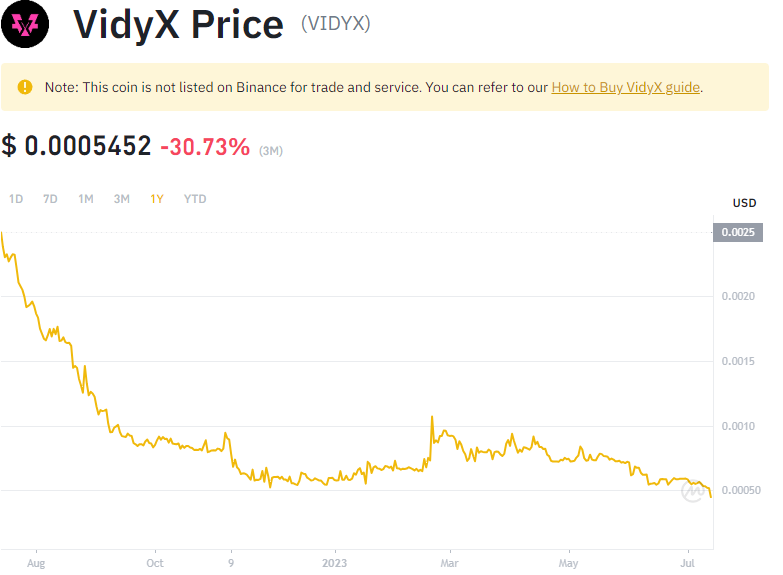 VidyX Price (VIDYX)
Note: This coin is not listed on Binance for trade and service. You can refer to our How to Buy VidyX guide.
$ 0.0005452 -30.73% (3M)
1D 7D 1M 3M 1Y YTD
USD
0.0025
0.0020
0.0015
0.0010
0.00050
Aug Oct 9 2023 Mar May Jul